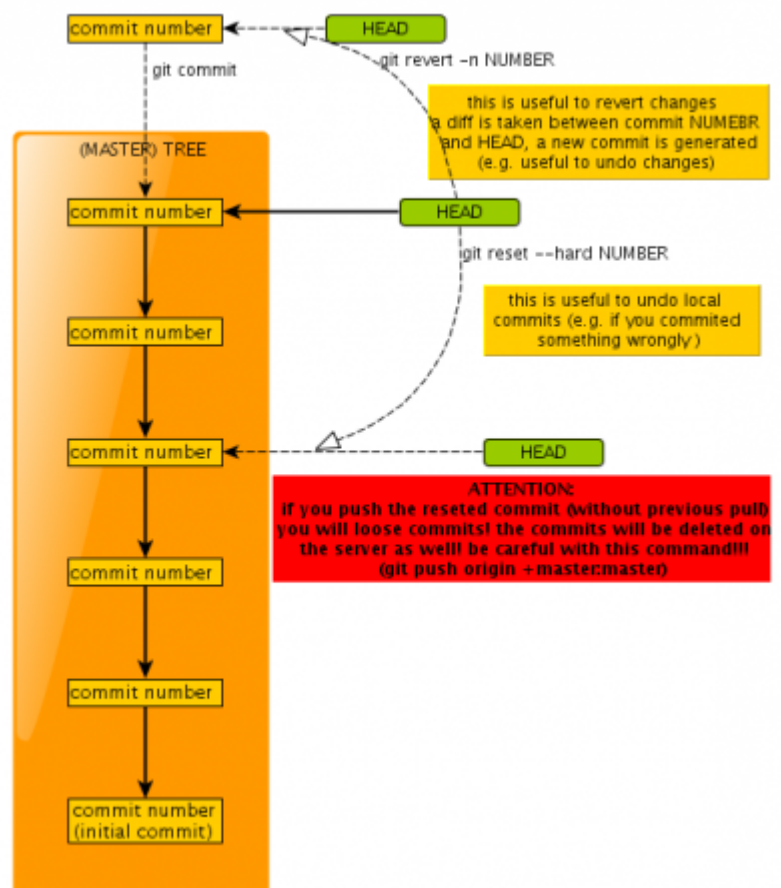 commit number
HEAD
git revert -n NUMBER
git commit
this is useful to revert changes
a diff is taken between commit NUMEBR
and HEAD, a new commit is generated
(e.g. useful to undo changes)
(MASTER) TREE
commit number
HEAD
git reset --hard NUMBER
this is useful to undo local
commits (e.g. if you commited
something wrongly)
commit number
commit number
HEAD
ATTENTION:
if you push the reseted commit (without previous pull)
you will loose commits! the commits will be deleted on
the server as well! be careful with this command!!!
(git push origin +master:master)
commit number
commit number
commit number
(initial commit)